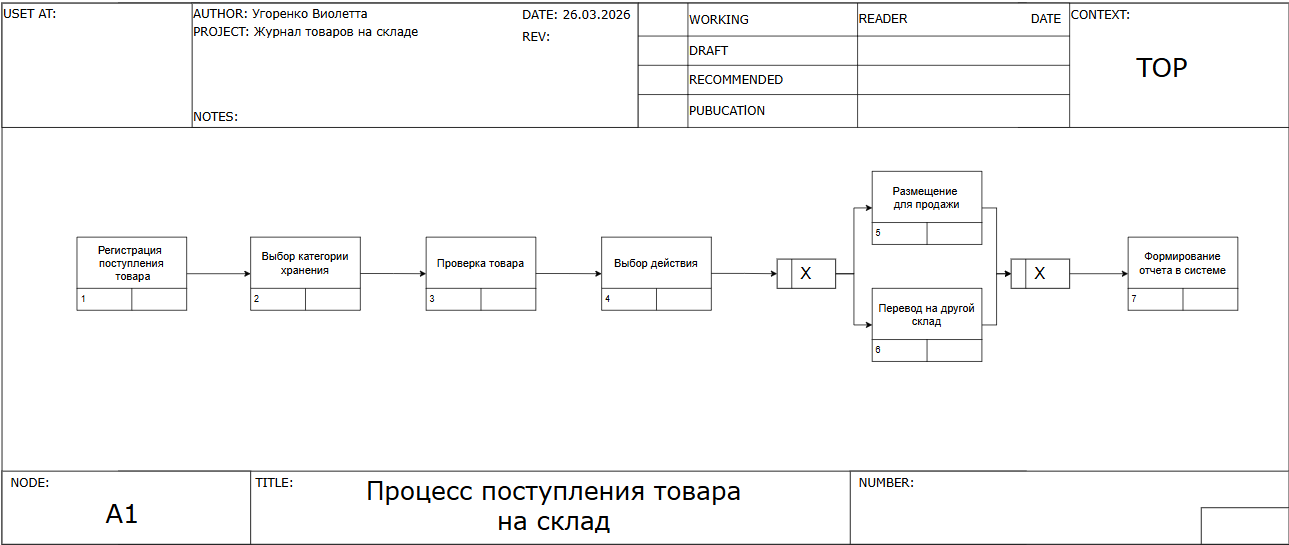 USET AT:
AUTHOR: Угоренко Виолетта
DATE: 26.03.2026
PROJECT: Журнал товаров на складе
REV:
NOTES:
WORKING
DRAFT
RECOMMENDED
PUBUCATION
READER
DATE
CONTEXT:
TOP
Регистрация
поступления
товара
1
Выбор категории
хранения
2
Проверка товара
3
Выбор действия
4
X
Размещение
для продажи
5
Перевод на другой
склад
6
X
Формирование
отчета в системе
7
NODE:
A1
TITLE:
Процесс поступления товара
на склад
NUMBER: